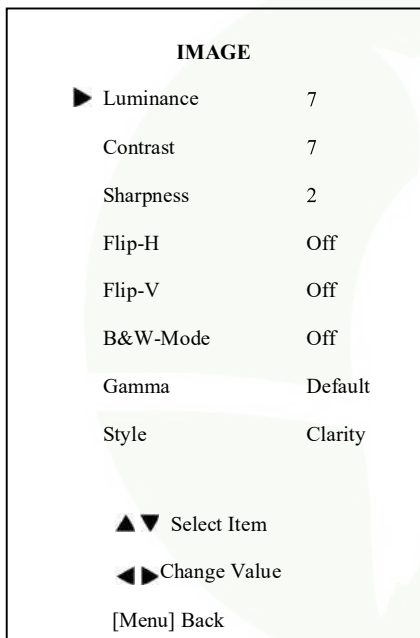 IMAGE
▶ Luminance 7
Contrast 7
Sharpness 2
Flip-H Off
Flip-V Off
B&W-Mode Off
Gamma Default
Style Clarity
▲▼ Select Item
◀▶Change Value
[Menu] Back